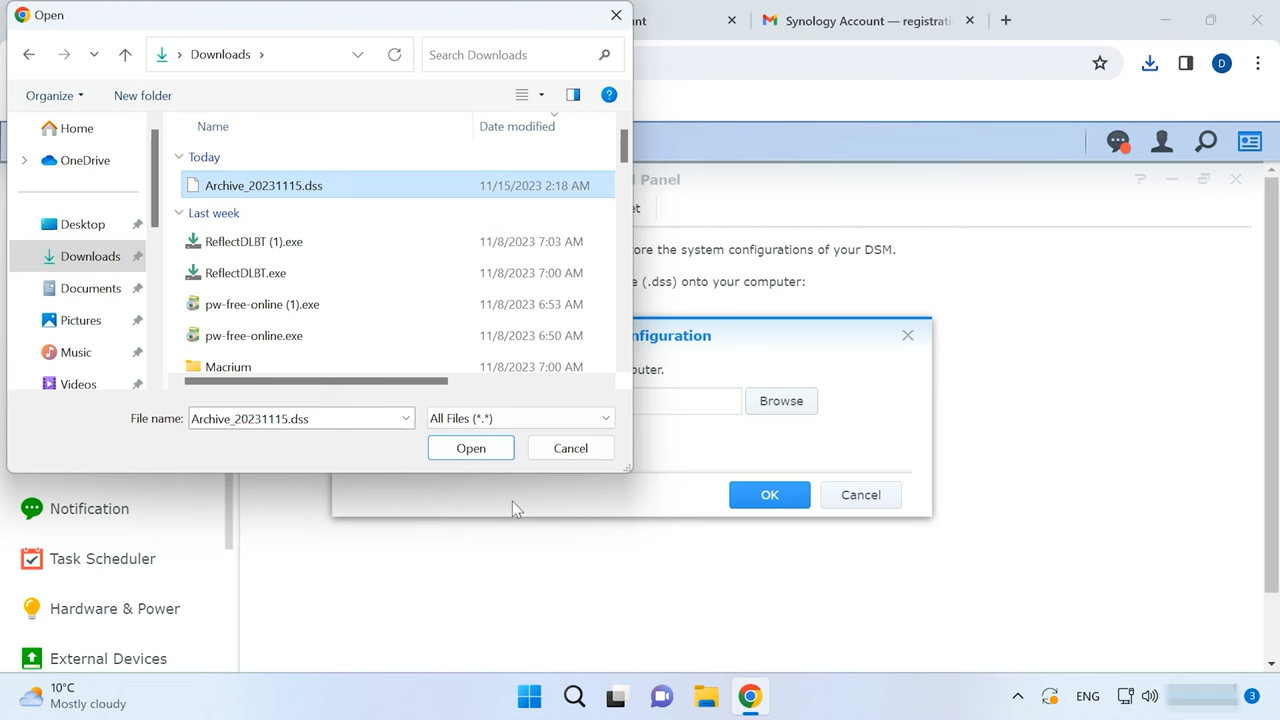 Open
nt
Synology Account — registrati
Downloads
Search Downloads
D
Organize
New folder
Name
Date modified
Home
OneDrive
Desktop
Downloads
Documents
Pictures
Music
Videos
Today
Archive_20231115.dss 11/15/2023 2:18 AM
Last week
ReflectDLBT (1).exe 11/8/2023 7:03 AM
ReflectDLBT.exe 11/8/2023 7:00 AM
pw-free-online (1).exe 11/8/2023 6:53 AM
pw-free-online.exe 11/8/2023 6:50 AM
Macrium 11/8/2023 7:00 AM
File name: Archive_20231115.dss
All Files (*.*)
Open
Cancel
l Panel
et
ore the system configurations of your DSM.
e (.dss) onto your computer:
nfiguration
uter.
Browse
OK
Cancel
Notification
Task Scheduler
Hardware & Power
External Devices
10°C
Mostly cloudy
ENG
3